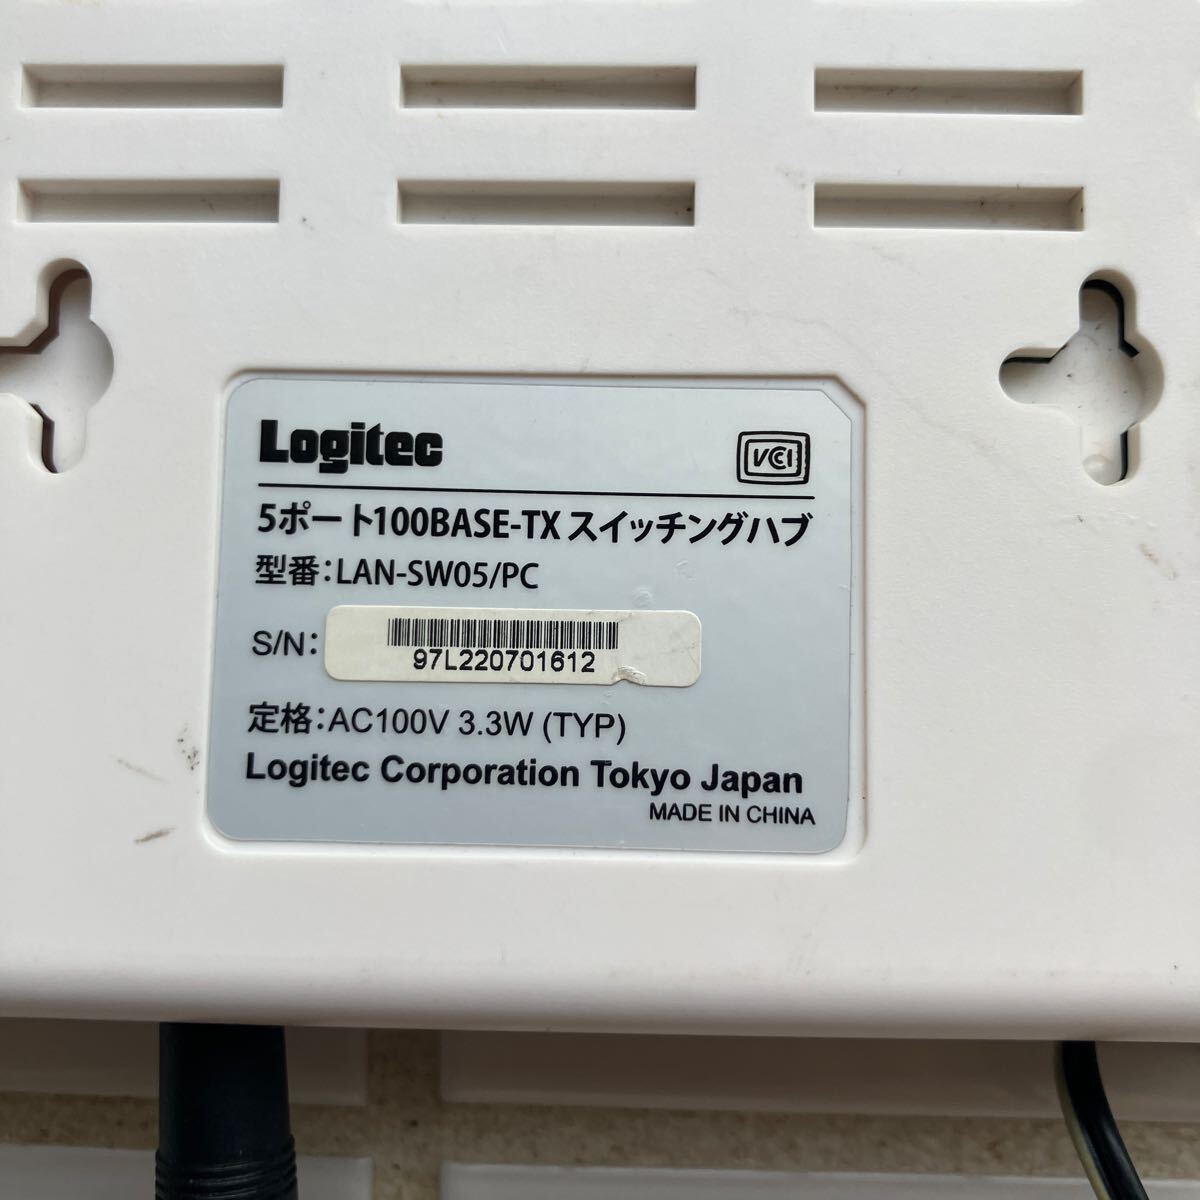 Logitec
VCCI
5ポート100BASE-TX スイッチングハブ
型番:LAN-SW05/PC
S/N:
97L220701612
定格:AC100V 3.3W (TYP)
Logitec Corporation Tokyo Japan
MADE IN CHINA